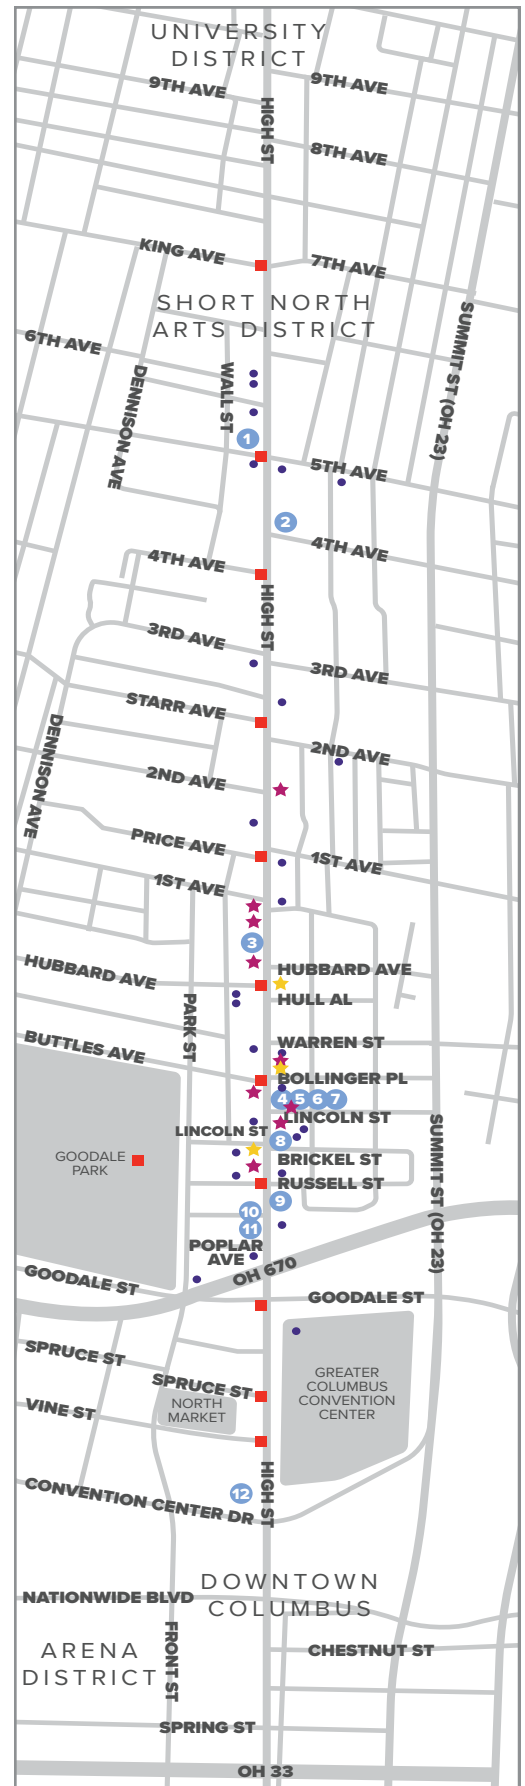 UNIVERSITY
DISTRICT
9TH AVE
9TH AVE
HIGH ST
8TH AVE
KING AVE
7TH AVE
SHORT NORTH
ARTS DISTRICT
SUMMIT ST (OH 23)
6TH AVE
WALL ST
DENNISON AVE
1
5TH AVE
2
4TH AVE
4TH AVE
HIGH ST
3RD AVE
3RD AVE
STARR AVE
DENNISON AVE
2ND AVE
2ND AVE
PRICE AVE
1ST AVE
1ST AVE
3
HUBBARD AVE
HUBBARD AVE
HULL AL
PARK ST
BUTTLES AVE
WARREN ST
BOLLINGER PL
4 5 6 7
LINCOLN ST
LINCOLN ST
SUMMIT ST (OH 23)
8
GOODALE
PARK
BRICKEL ST
RUSSELL ST
9
10
11
POPLAR
AVE
OH 670
GOODALE ST
GOODALE ST
SPRUCE ST
SPRUCE ST
GREATER
COLUMBUS
CONVENTION
CENTER
VINE ST
NORTH
MARKET
HIGH ST
CONVENTION CENTER DR
12
DOWNTOWN
COLUMBUS
NATIONWIDE BLVD
ARENA
DISTRICT
FRONT ST
CHESTNUT ST
SPRING ST
OH 33